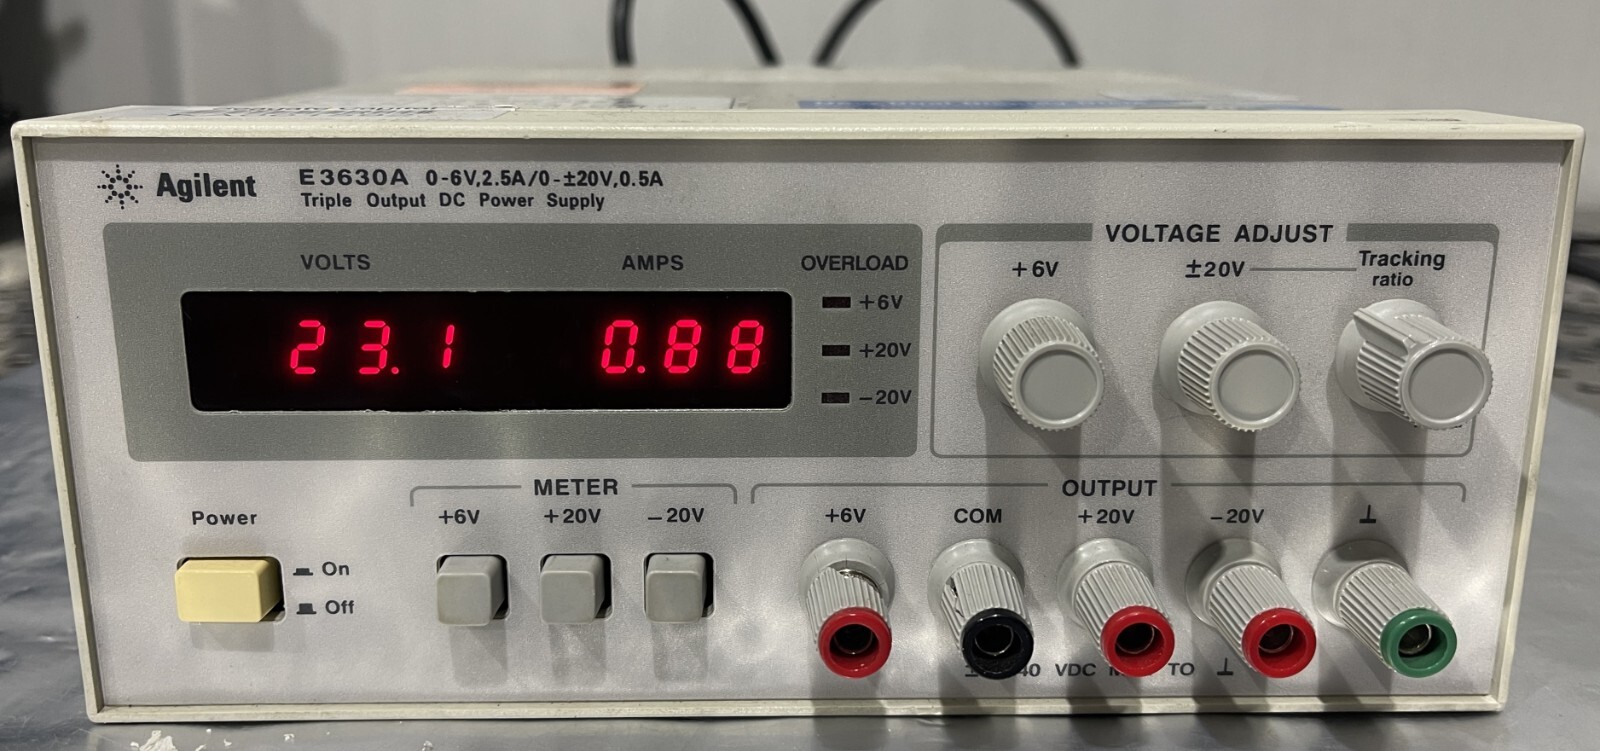 Agilent
E3630A 0-6V,2.5A/0-±20V,0.5A
Triple Output DC Power Supply
VOLTS
AMPS
OVERLOAD
23.1
0.88
+6V
+20V
-20V
VOLTAGE ADJUST
+6V
±20V
Tracking
ratio
Power
On
Off
METER
+6V
+20V
-20V
OUTPUT
+6V
COM
+20V
-20V
VDC
TO